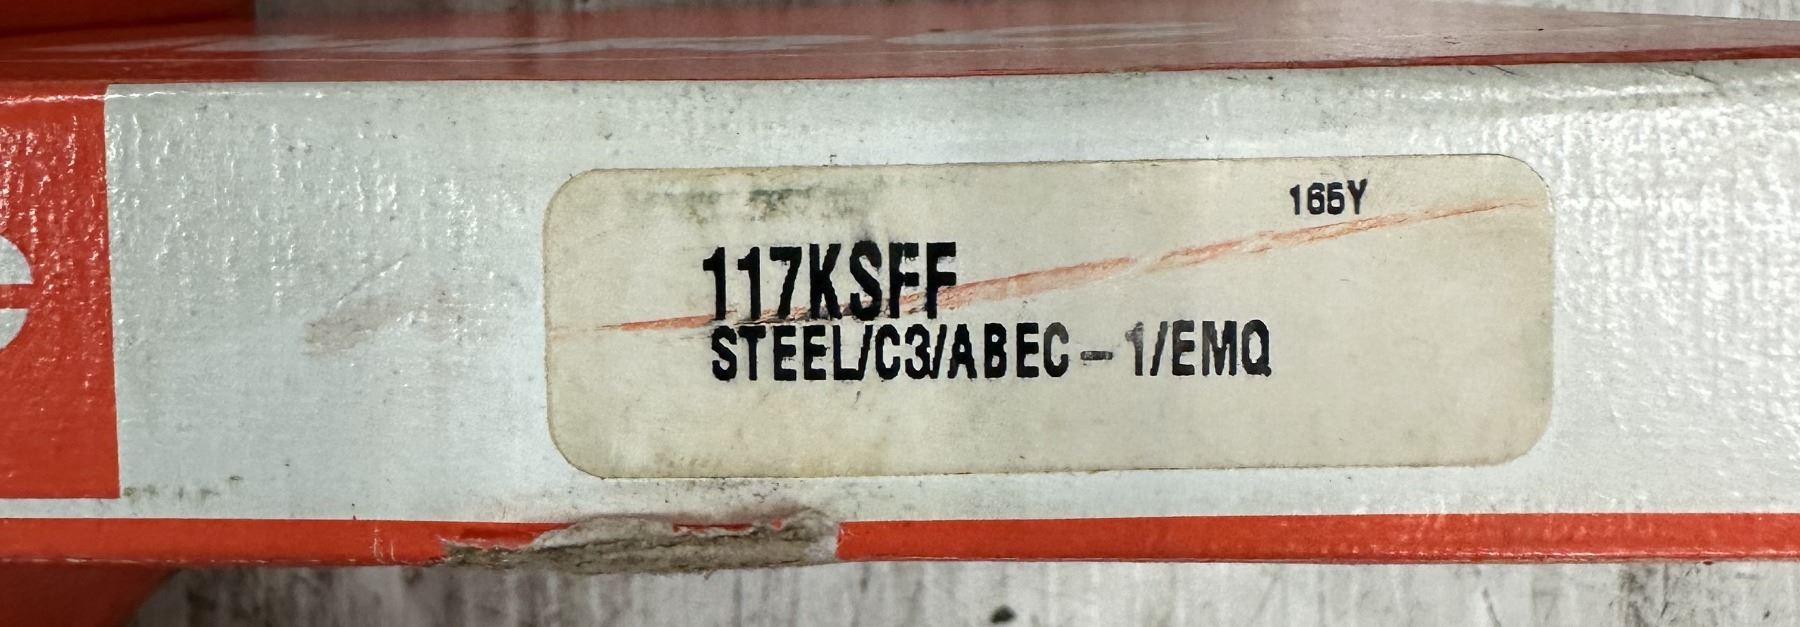 165Y
117KSFF
STEEL/C3/ABEC-1/EMQ